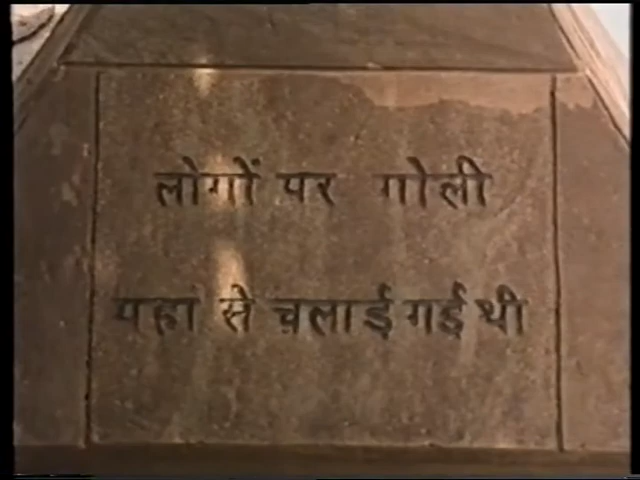 लोगों पर गोली
यहा से चलाई गई थी